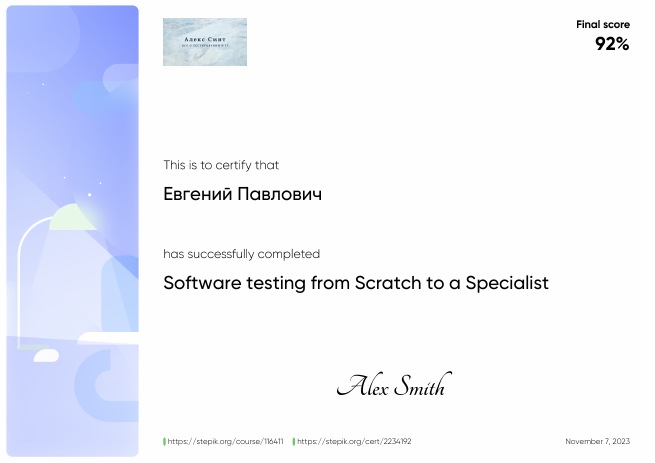 Алекс Смит
Final score
92%
This is to certify that
Евгений Павлович
has successfully completed
Software testing from Scratch to a Specialist
Alex Smith
https://stepik.org/course/116411 https://stepik.org/cert/2234192 November 7, 2023